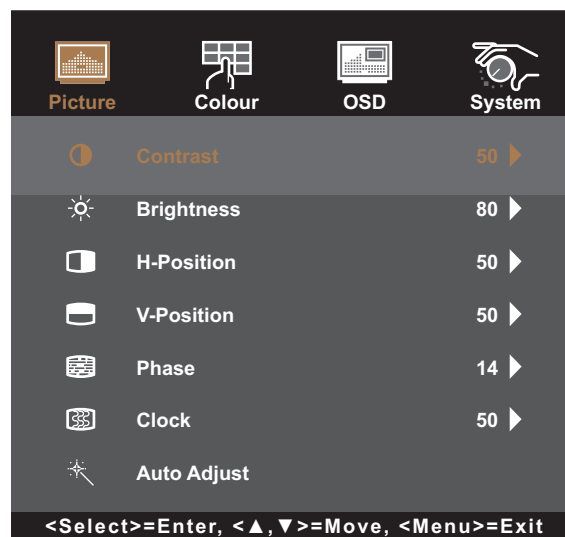 Picture Colour OSD System
Contrast 50
Brightness 80
H-Position 50
V-Position 50
Phase 14
Clock 50
Auto Adjust
<Select>=Enter, <▲,▼>=Move, <Menu>=Exit